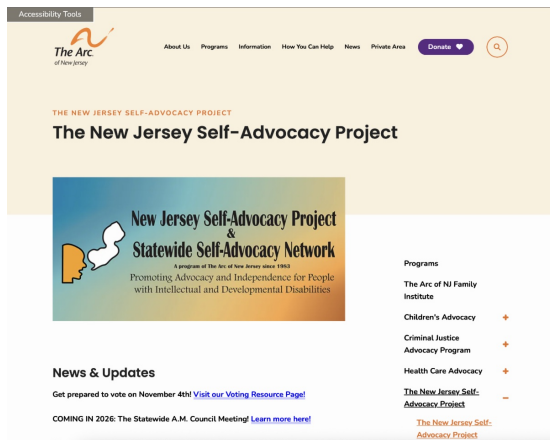 Accessibility Tools
The Arc
of New Jersey
About Us Programs Information How You Can Help News Private Area Donate
THE NEW JERSEY SELF-ADVOCACY PROJECT
The New Jersey Self-Advocacy Project
New Jersey Self-Advocacy Project
&
Statewide Self-Advocacy Network
A program of The Arc of New Jersey since 1983
Promoting Advocacy and Independence for People
with Intellectual and Developmental Disabilities
News & Updates
Get prepared to vote on November 4th! Visit our Voting Resource Page!
COMING IN 2026: The Statewide A.M. Council Meeting! Learn more here!
Programs
The Arc of NJ Family
Institute
Children's Advocacy +
Criminal Justice
Advocacy Program +
Health Care Advocacy +
The New Jersey Self-
Advocacy Project −
The New Jersey Self-
Advocacy Project